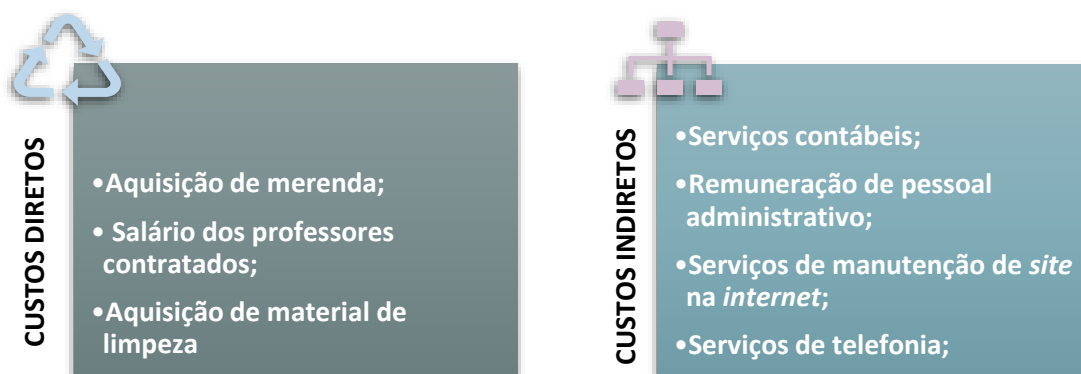 CUSTOS DIRETOS
•Aquisição de merenda;
• Salário dos professores
contratados;
•Aquisição de material de
limpeza
CUSTOS INDIRETOS
•Serviços contábeis;
•Remuneração de pessoal
administrativo;
•Serviços de manutenção de site
na internet;
•Serviços de telefonia;